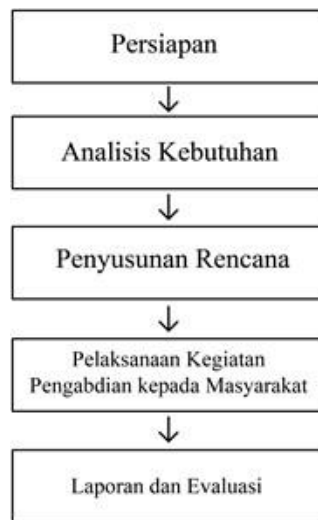 Persiapan
Analisis Kebutuhan
Penyusunan Rencana
Pelaksanaan Kegiatan
Pengabdian kepada Masyarakat
Laporan dan Evaluasi